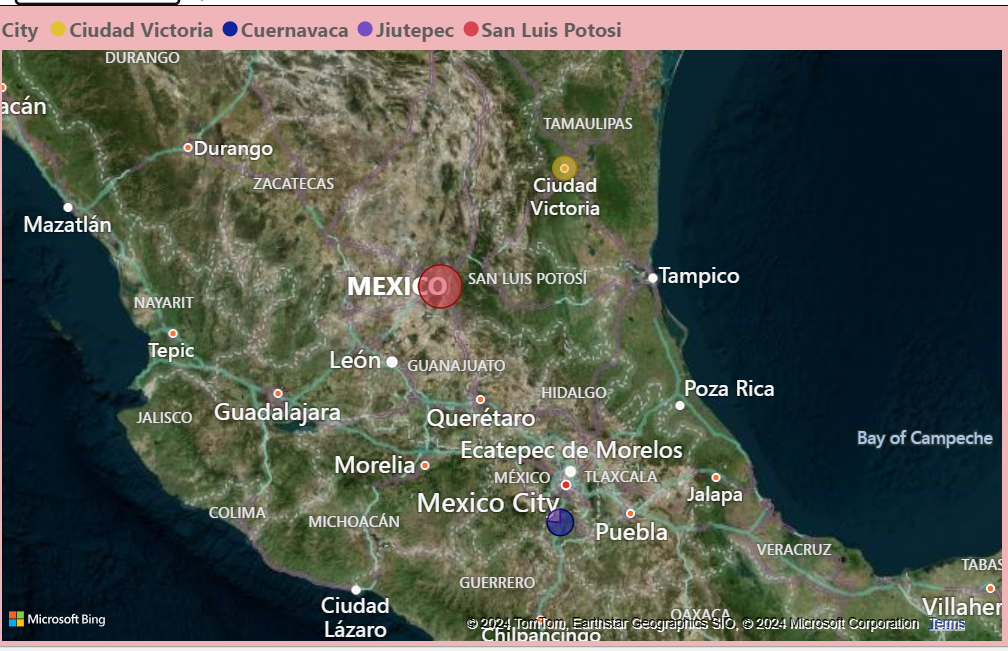 City Ciudad Victoria Cuernavaca Jiutepec San Luis Potosi
DURANGO
acán
TAMAULIPAS
Durango
ZACATECAS
Ciudad
Victoria
Mazatlán
MEXICO
SAN LUIS POTOSÍ
Tampico
NAYARIT
Tepic
León
GUANAJUATO
HIDALGO
Poza Rica
JALISCO
Guadalajara
Querétaro
Bay of Campeche
Ecatepec de Morelos
Morelia
MÉXICO
TLAXCALA
Jalapa
Mexico City
COLIMA
MICHOACÁN
Puebla
VERACRUZ
GUERRERO
TABAS
Ciudad
Lázaro
Villaher
OAXACA
Microsoft Bing
© 2024 TomTom, Earthstar Geographics SIO, © 2024 Microsoft Corporation Terms
Chilpancingo